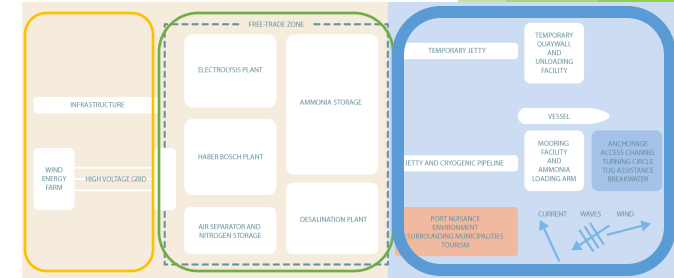 FREE-TRADE ZONE
INFRASTRUCTURE
WIND
ENERGY
FARM
HIGH VOLTAGE GRID
ELECTROLYSIS PLANT
HABER BOSCH PLANT
AIR SEPARATOR AND
NITROGEN STORAGE
AMMONIA STORAGE
DESALINATION PLANT
TEMPORARY JETTY
TEMPORARY
QUAYWALL
AND
UNLOADING
FACILITY
VESSEL
JETTY AND CRYOGENIC PIPELINE
MOORING
FACILITY
AND
AMMONIA
LOADING ARM
ANCHORAGE
ACCESS CHANNEL
TURNING CIRCLE
TUG ASSISTANCE
BREAKWATER
PORT NUISANCE
ENVIRONMENT
SURROUNDING MUNICIPALITIES
TOURISM
CURRENT
WAVES
WIND